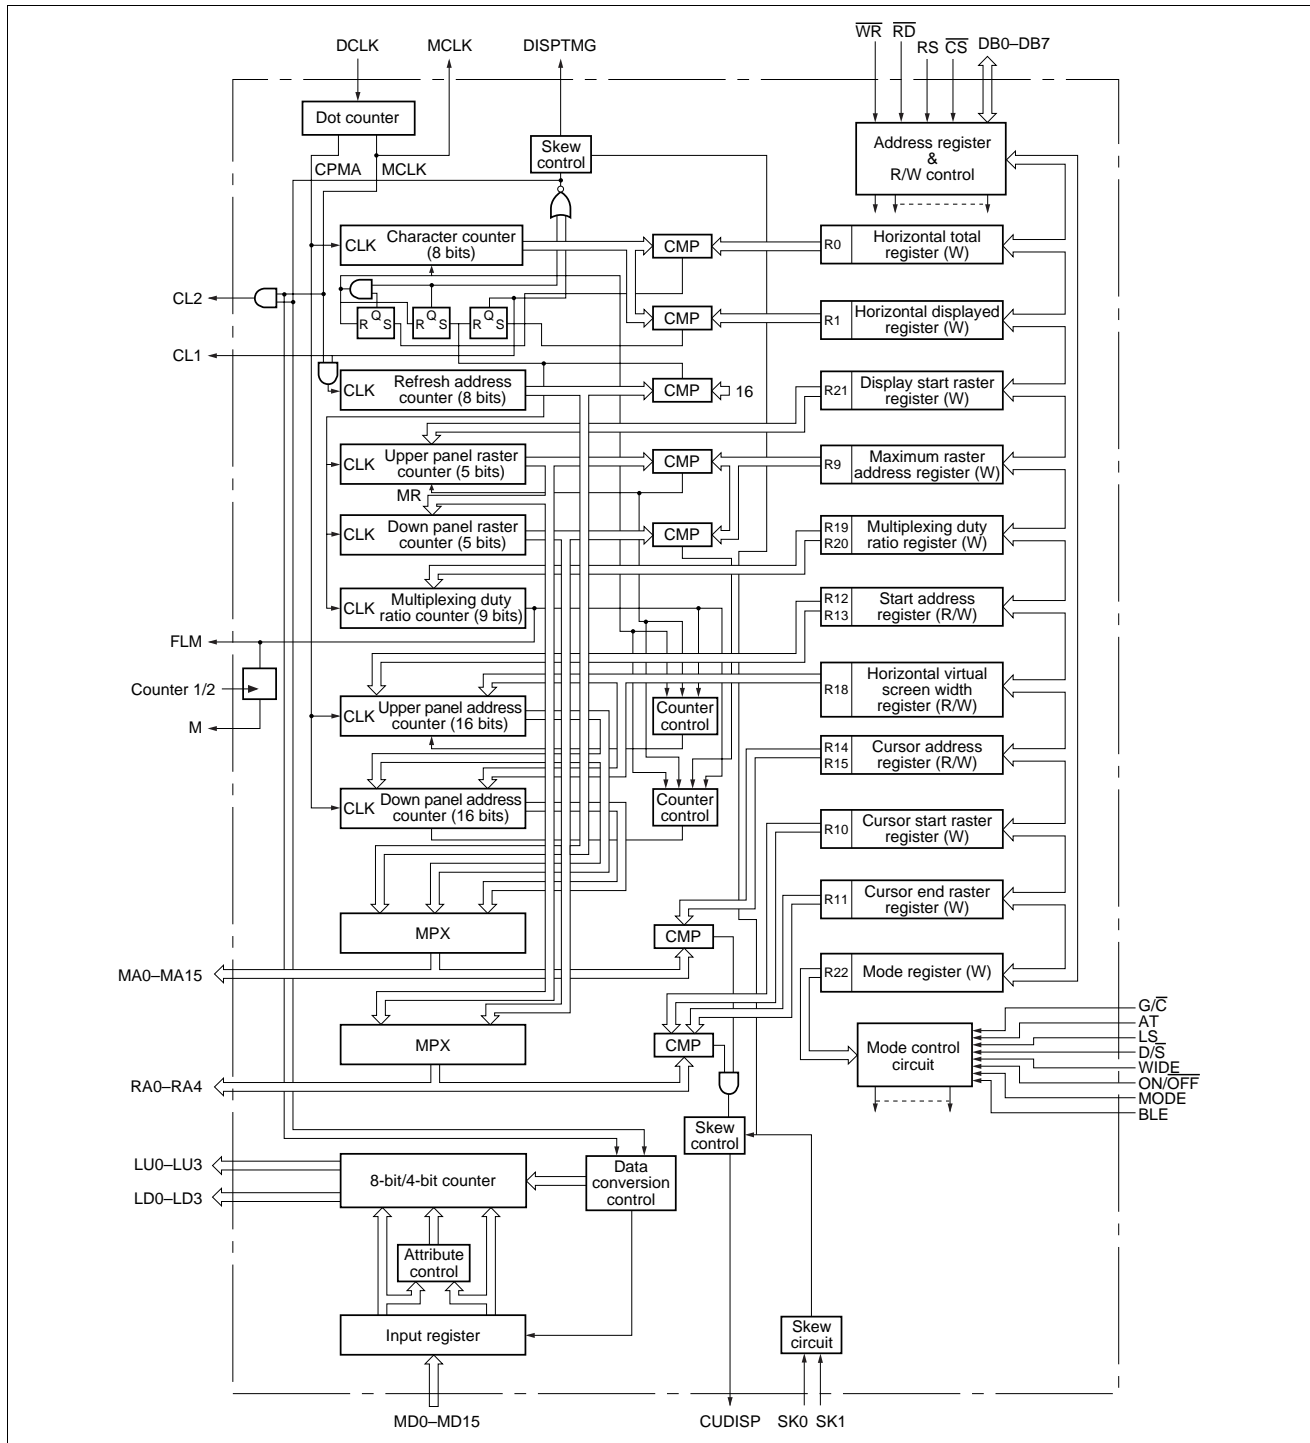 DCLK MCLK DISPTMG W̅R̅ R̅D̅ RS C̅S̅ DB0–DB7
Dot counter
Skew
control
Address register
&
R/W control
CPMA MCLK
CLK Character counter
(8 bits)
CMP
R0 Horizontal total
register (W)
CL2
R Q S R Q S R Q S
CMP
R1 Horizontal displayed
register (W)
CL1
CLK Refresh address
counter (8 bits)
CMP 16
R21 Display start raster
register (W)
CLK Upper panel raster
counter (5 bits)
CMP
R9 Maximum raster
address register (W)
MR
CLK Down panel raster
counter (5 bits)
CMP
R19
R20
Multiplexing duty
ratio register (W)
CLK Multiplexing duty
ratio counter (9 bits)
R12
R13
Start address
register (R/W)
FLM
Counter 1/2
M
CLK Upper panel address
counter (16 bits)
Counter
control
R18 Horizontal virtual
screen width
register (R/W)
R14
R15
Cursor address
register (R/W)
CLK Down panel address
counter (16 bits)
Counter
control
R10 Cursor start raster
register (W)
R11 Cursor end raster
register (W)
MPX
CMP
MA0–MA15
R22 Mode register (W)
MPX
CMP
RA0–RA4
Mode control
circuit
G/C̅
AT
LS
D/S̅
WIDE
ON/O̅F̅F̅
MODE
BLE
Skew
control
LU0–LU3
LD0–LD3
8-bit/4-bit counter
Data
conversion
control
Attribute
control
Input register
Skew
circuit
MD0–MD15 CUDISP SK0 SK1